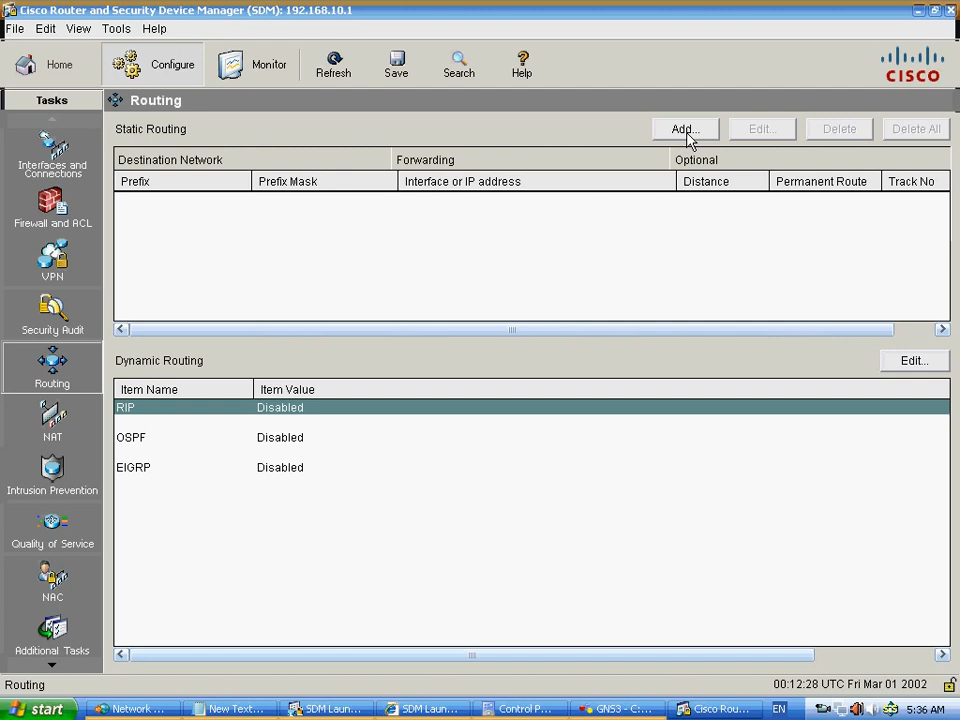 Cisco Router and Security Device Manager (SDM): 192.168.10.1
File Edit View Tools Help
Home Configure Monitor Refresh Save Search Help
CISCO
Tasks
Routing
Static Routing
Add... Edit... Delete Delete All
Destination Network Forwarding Optional
Prefix Prefix Mask Interface or IP address Distance Permanent Route Track No
Interfaces and
Connections
Firewall and ACL
VPN
Security Audit
Routing
NAT
Intrusion Prevention
Quality of Service
NAC
Additional Tasks
Dynamic Routing
Edit...
Item Name Item Value
RIP Disabled
OSPF Disabled
EIGRP Disabled
Routing
00:12:28 UTC Fri Mar 01 2002
start Network ... New Text... SDM Laun... SDM Laun... Control P... GNS3 - C:... Cisco Rou... EN 5:36 AM